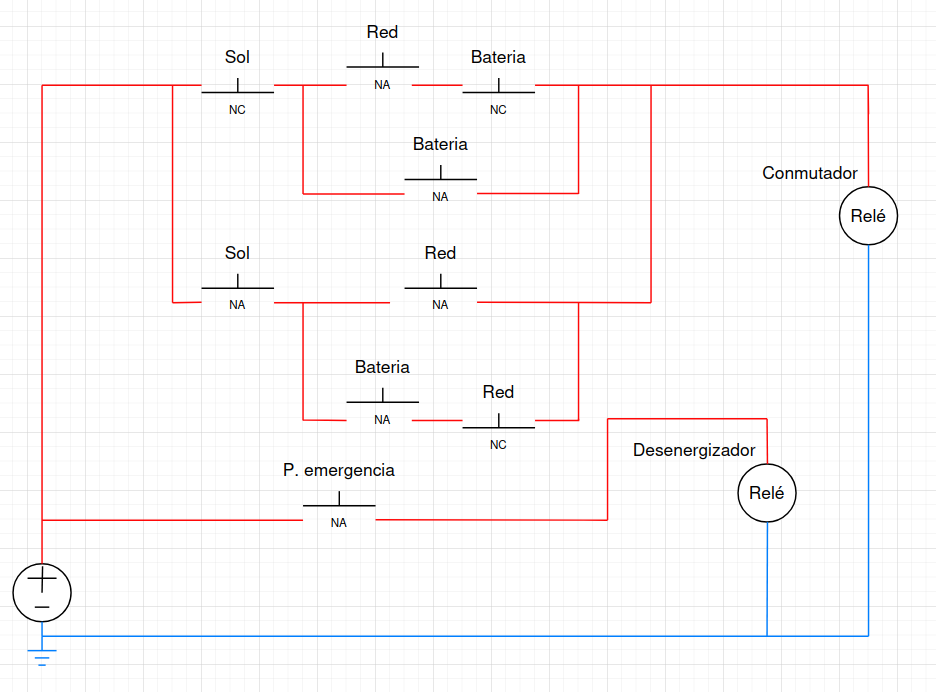 Red
Sol
Bateria
NA
NC
NC
Bateria
NA
Conmutador
Relé
Sol
Red
NA
NA
Bateria
Red
NA
NC
P. emergencia
NA
Desenergizador
Relé